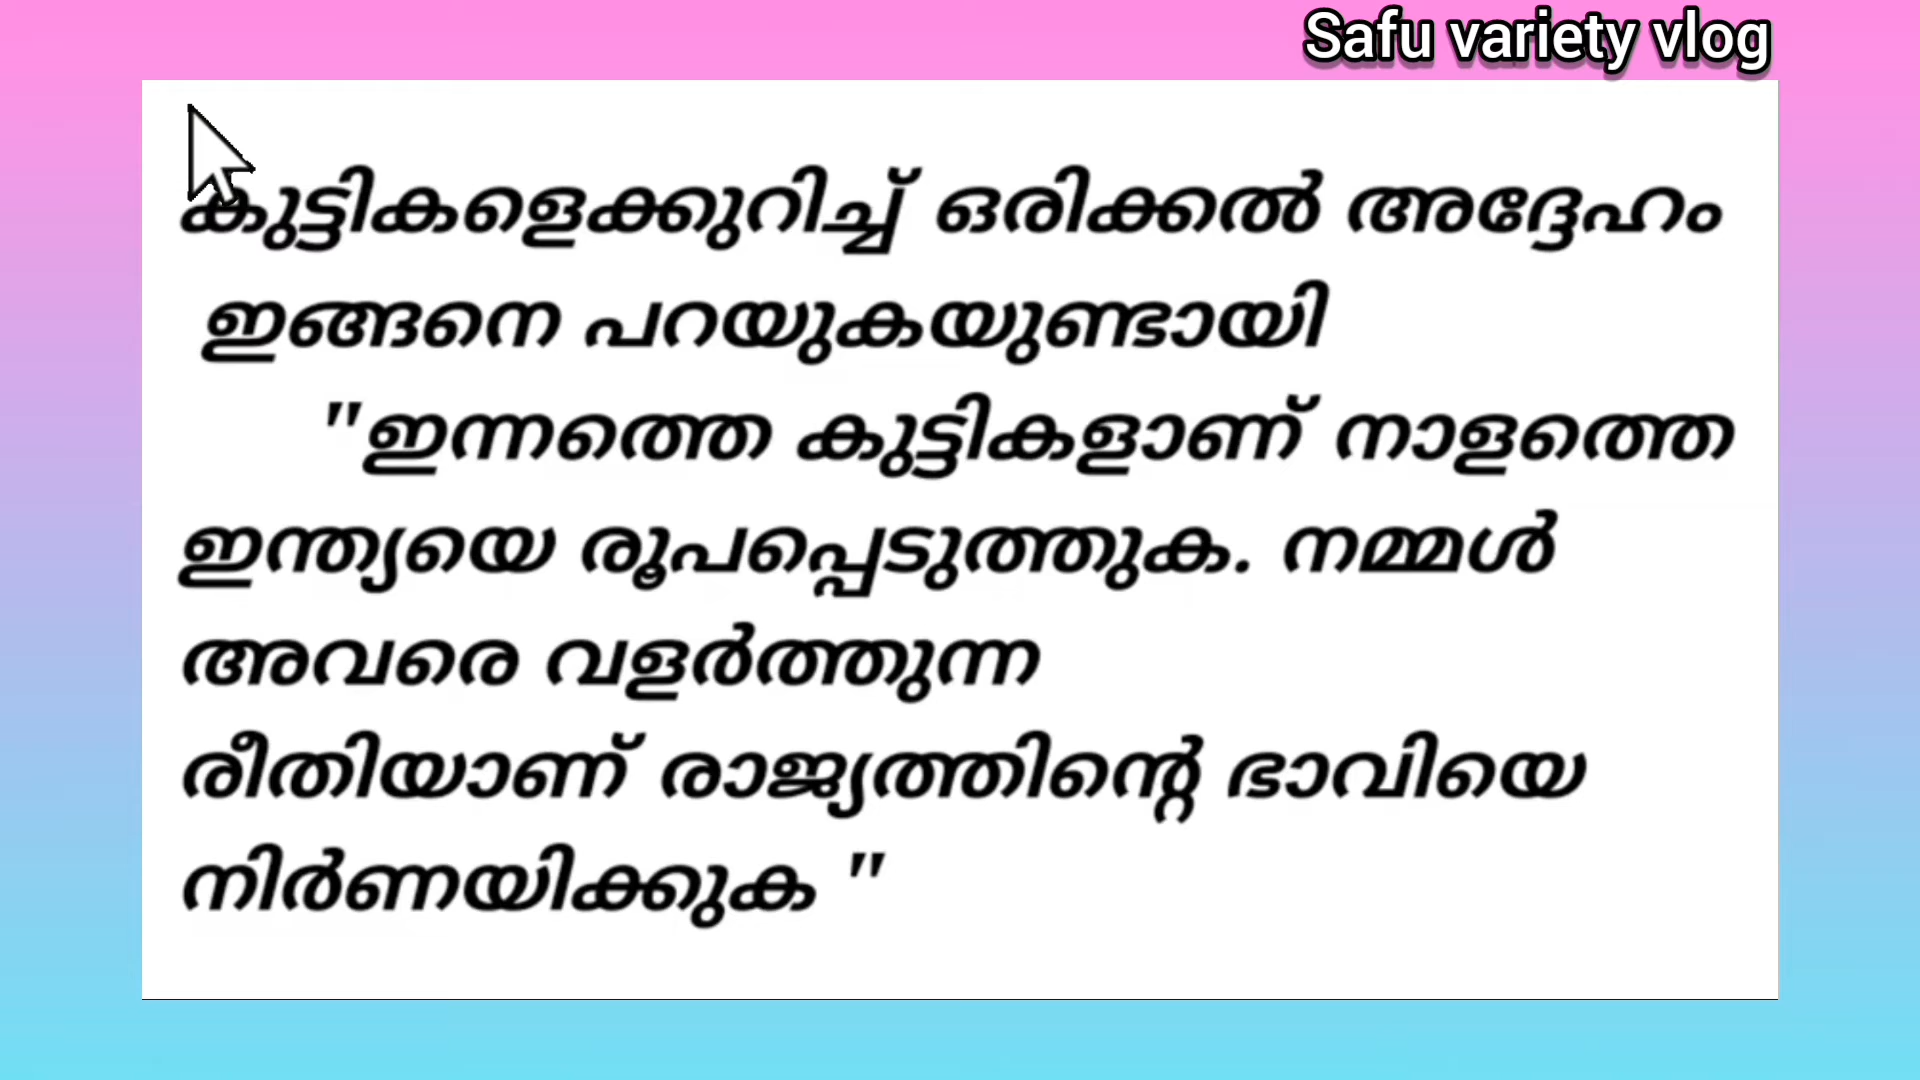 Safu variety vlog
കുട്ടികളെക്കുറിച്ച് ഒരിക്കൽ അദ്ദേഹം
ഇങ്ങനെ പറയുകയുണ്ടായി
"ഇന്നത്തെ കുട്ടികളാണ് നാളത്തെ
ഇന്ത്യയെ രൂപപ്പെടുത്തുക. നമ്മൾ
അവരെ വളർത്തുന്ന
രീതിയാണ് രാജ്യത്തിന്റെ ഭാവിയെ
നിർണയിക്കുക "